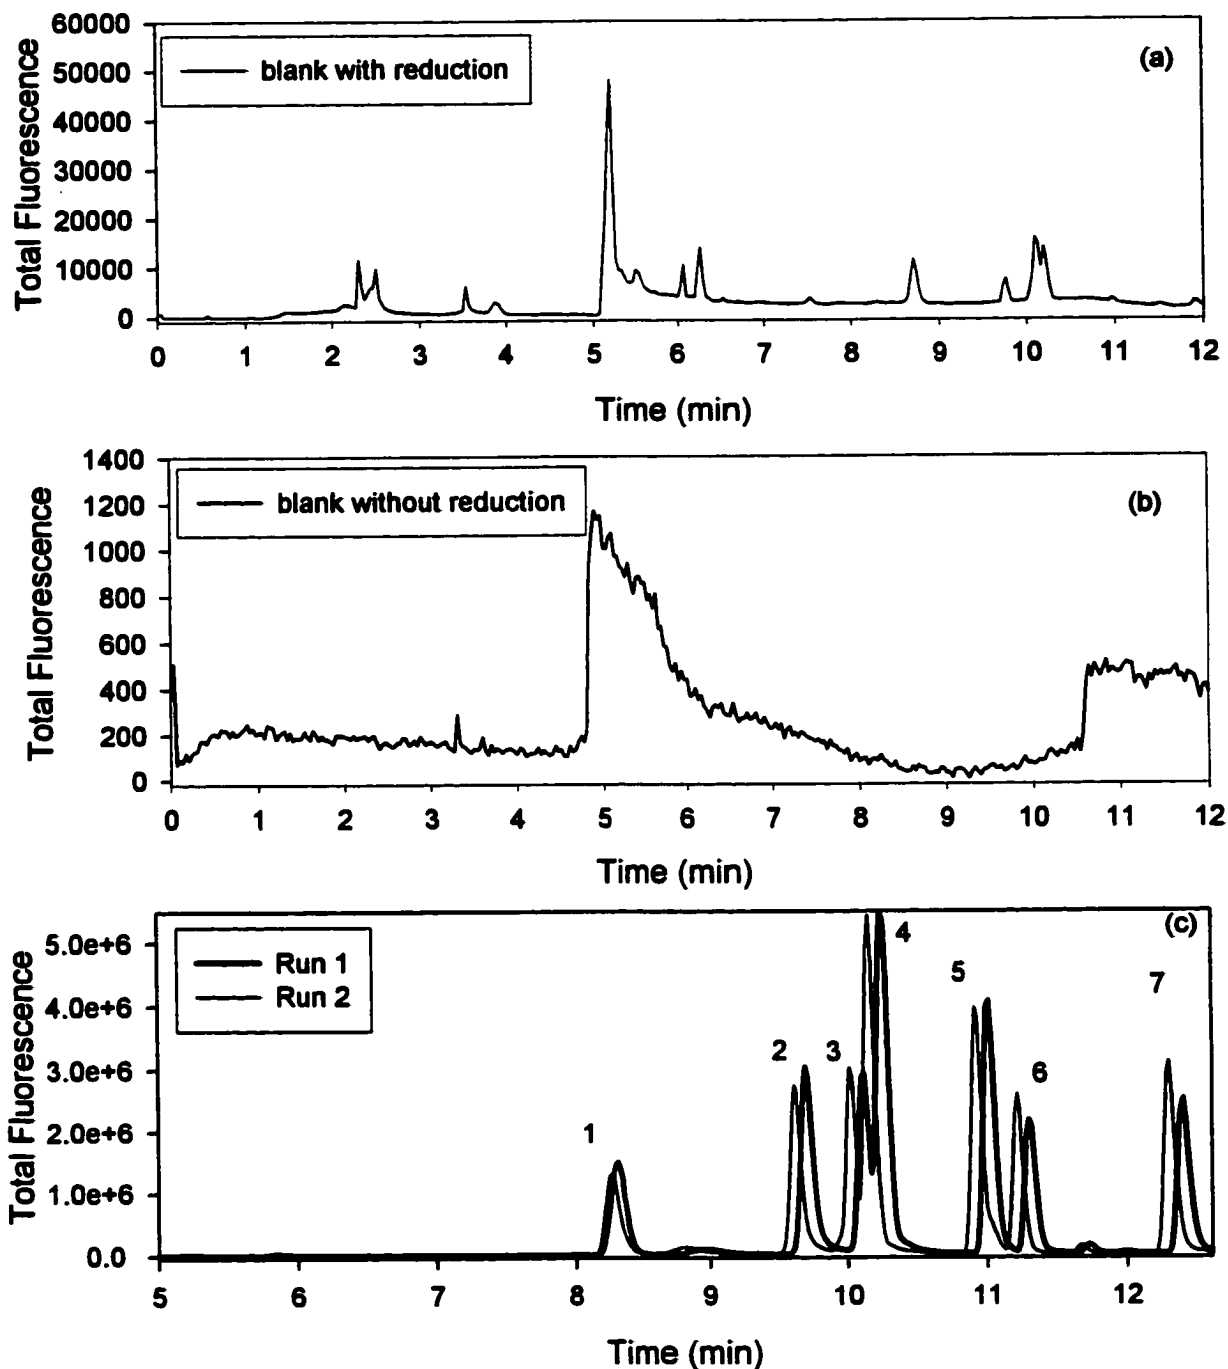 60000
50000
40000
30000
20000
10000
0
Total Fluorescence
blank with reduction
(a)
0 1 2 3 4 5 6 7 8 9 10 11 12
Time (min)
1400
1200
1000
800
600
400
200
0
Total Fluorescence
blank without reduction
(b)
0 1 2 3 4 5 6 7 8 9 10 11 12
Time (min)
5.0e+6
4.0e+6
3.0e+6
2.0e+6
1.0e+6
0.0
Total Fluorescence
Run 1
Run 2
(c)
1
2
3
4
5
6
7
5 6 7 8 9 10 11 12
Time (min)